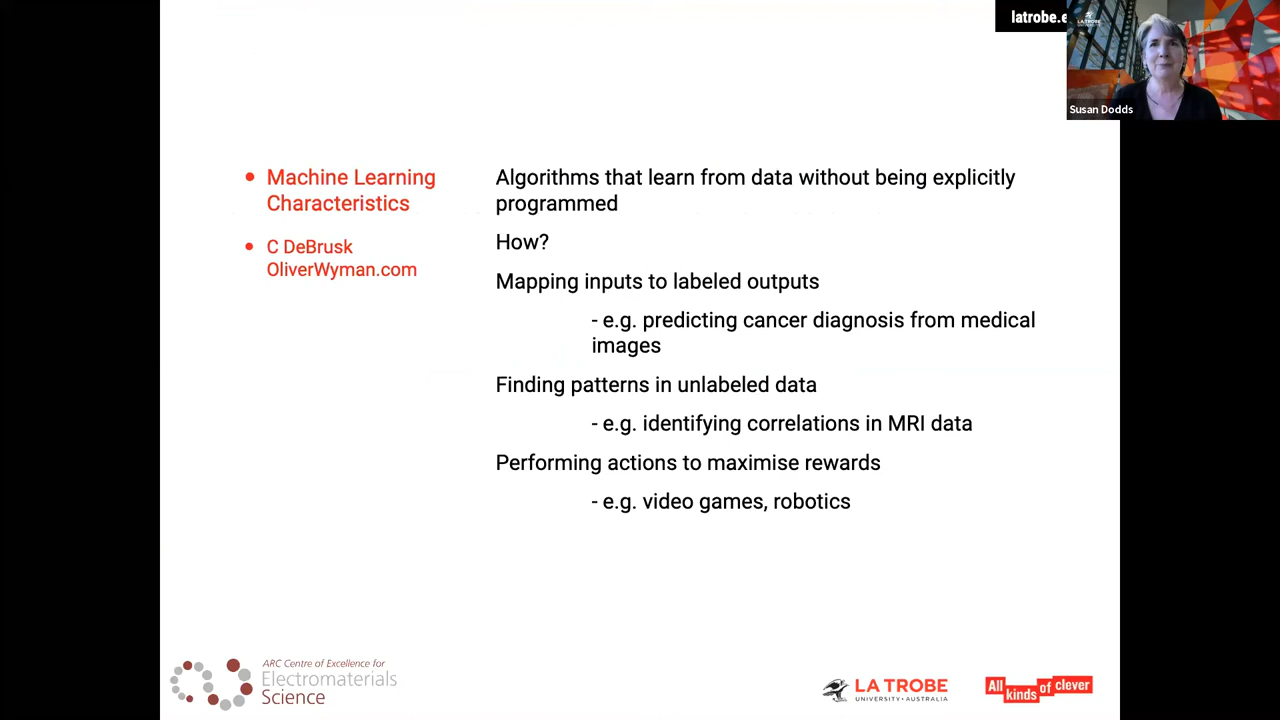 latrobe.e
LA TROBE
UNIVERSITY
Susan Dodds
• Machine Learning
Characteristics
• C DeBrusk
OliverWyman.com
Algorithms that learn from data without being explicitly
programmed
How?
Mapping inputs to labeled outputs
- e.g. predicting cancer diagnosis from medical
images
Finding patterns in unlabeled data
- e.g. identifying correlations in MRI data
Performing actions to maximise rewards
- e.g. video games, robotics
ARC Centre of Excellence for
Electromaterials
Science
LA TROBE
UNIVERSITY • AUSTRALIA
All kinds of clever